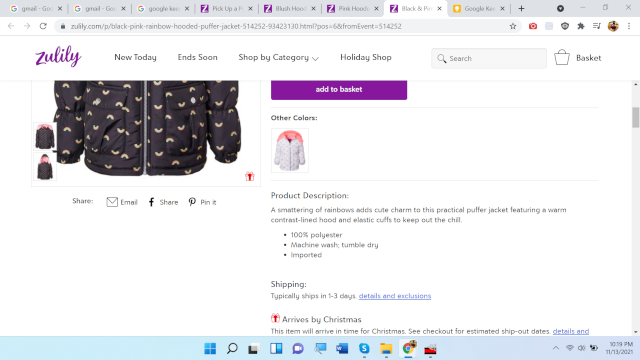 gmail - Goo
gmail - Goo
google kee
Pick Up a P
Blush Hood
Pink Hoode
Black & Pin
Google Kee
zulily.com/p/black-pink-rainbow-hooded-puffer-jacket-514252-93423130.html?pos=6&fromEvent=514252
zulily
New Today
Ends Soon
Shop by Category
Holiday Shop
Search
Basket
add to basket
Other Colors:
Share:
Email
Share
Pin it
Product Description:
A smattering of rainbows adds cute charm to this practical puffer jacket featuring a warm
contrast-lined hood and elastic cuffs to keep out the chill.
• 100% polyester
• Machine wash; tumble dry
• Imported
Shipping:
Typically ships in 1-3 days. details and exclusions
Arrives by Christmas
This item will arrive in time for Christmas. See checkout for estimated ship-out dates. details and
10:19 PM
11/13/2021